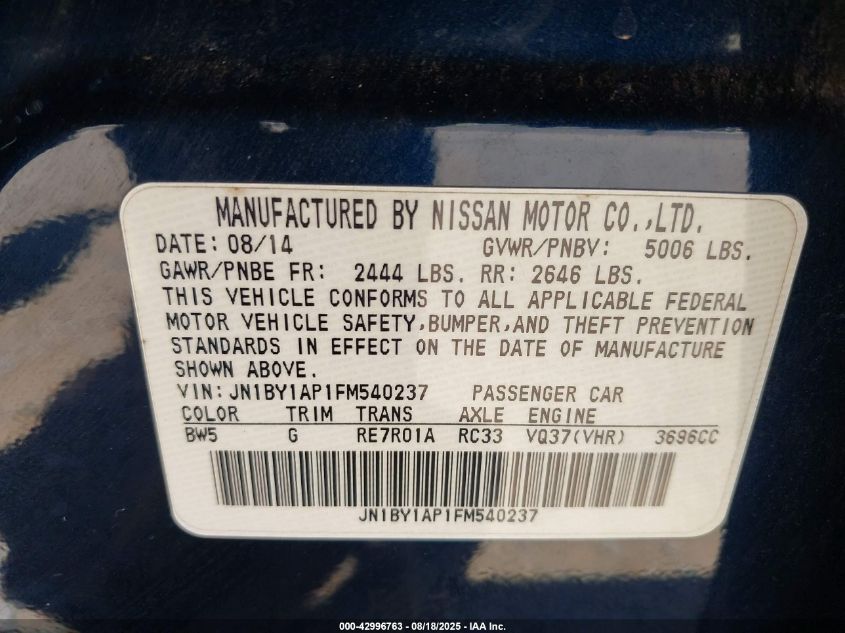 MANUFACTURED BY NISSAN MOTOR CO.,LTD.
DATE: 08/14 GVWR/PNBV: 5006 LBS.
GAWR/PNBE FR: 2444 LBS. RR: 2646 LBS.
THIS VEHICLE CONFORMS TO ALL APPLICABLE FEDERAL
MOTOR VEHICLE SAFETY,BUMPER,AND THEFT PREVENTION
STANDARDS IN EFFECT ON THE DATE OF MANUFACTURE
SHOWN ABOVE.
VIN: JN1BY1AP1FM540237 PASSENGER CAR
COLOR TRIM TRANS AXLE ENGINE
BW5 G RE7R01A RC33 VQ37(VHR) 3696CC
JN1BY1AP1FM540237
000-42996763 - 08/18/2025 - IAA Inc.